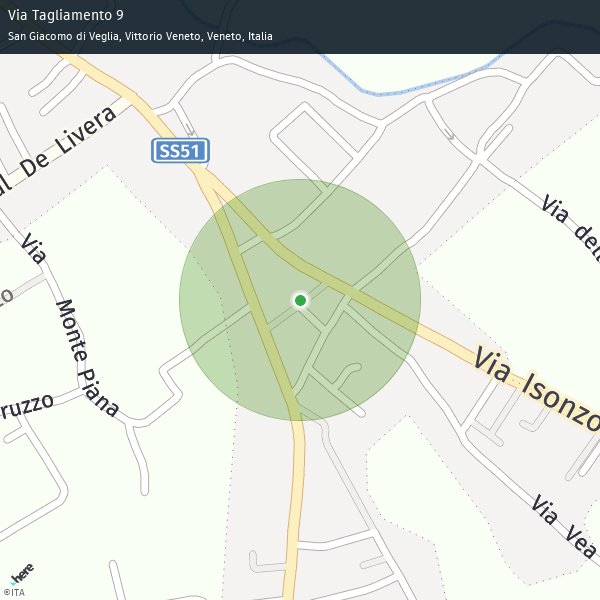 Via Tagliamento 9
San Giacomo di Veglia, Vittorio Veneto, Veneto, Italia
al De Livera
SS51
Via dell
Via
Monte Piana
ruzzo
Via Isonzo
Via Vea
here
©ITA